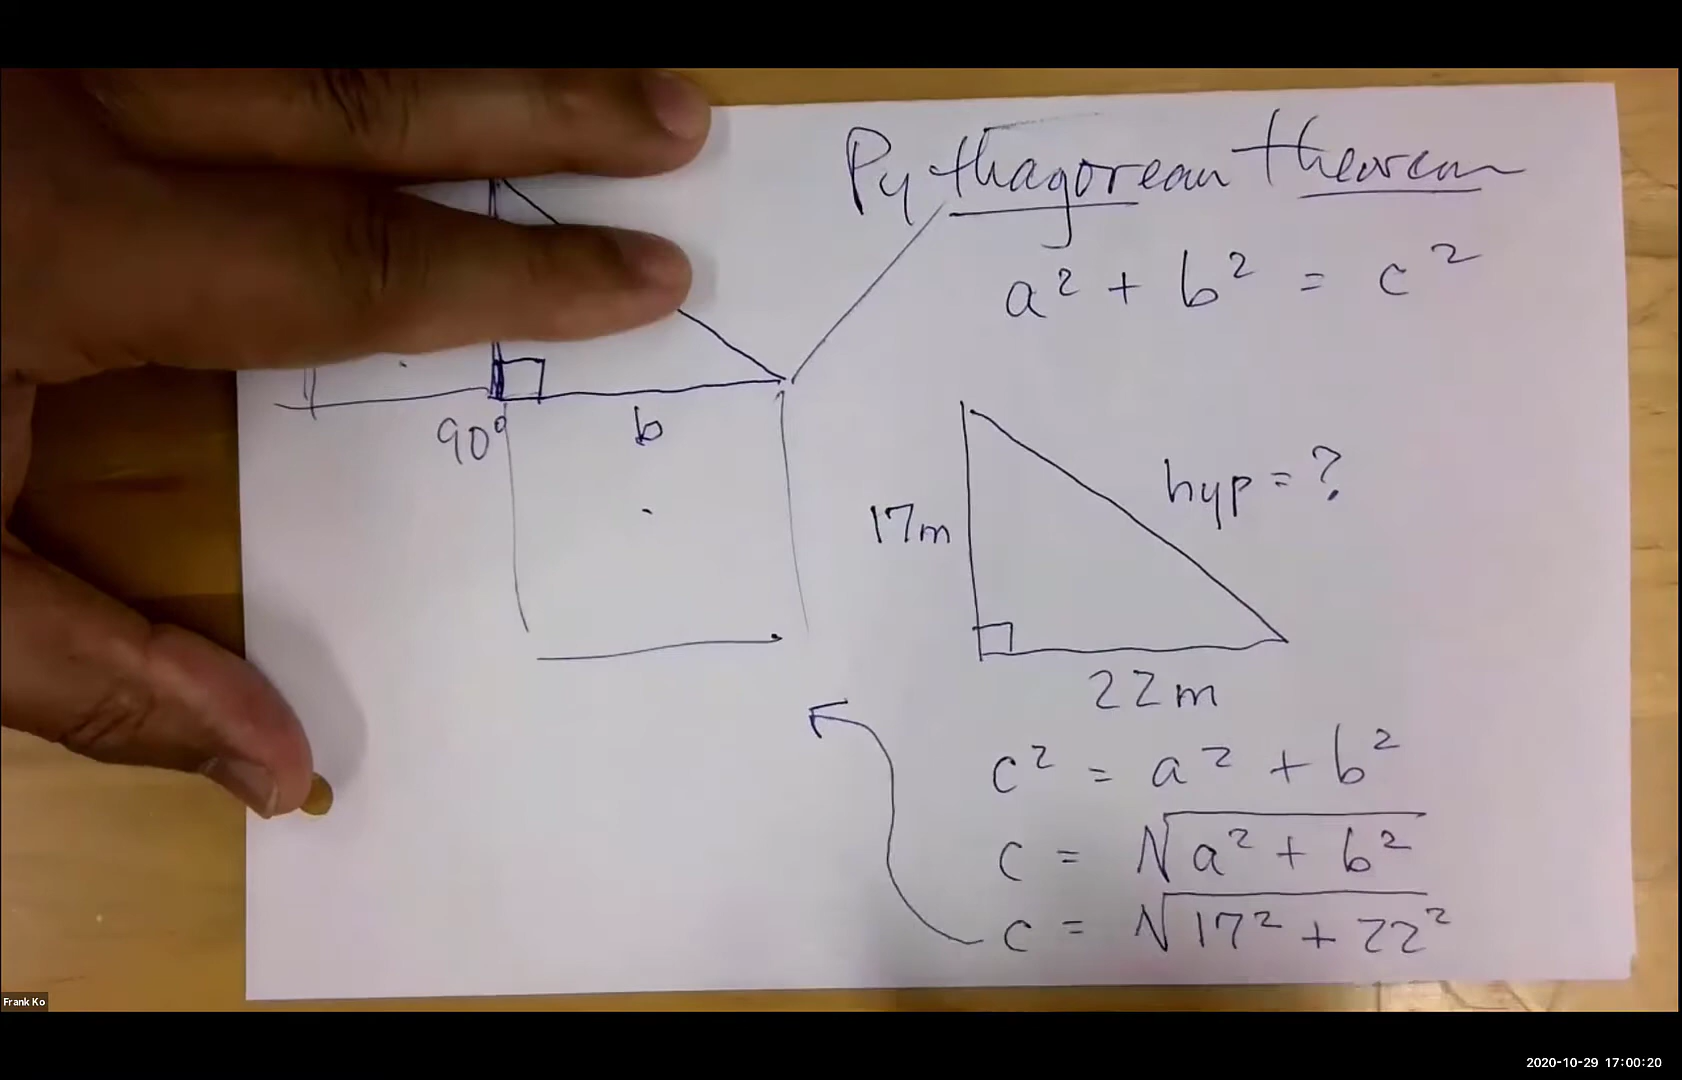 Pythagorean theorem
a² + b² = c²
90°
b
hyp = ?
17m
22m
c² = a² + b²
c = √a² + b²
c = √17² + 22²
Frank Ko
2020-10-29 17:00:20